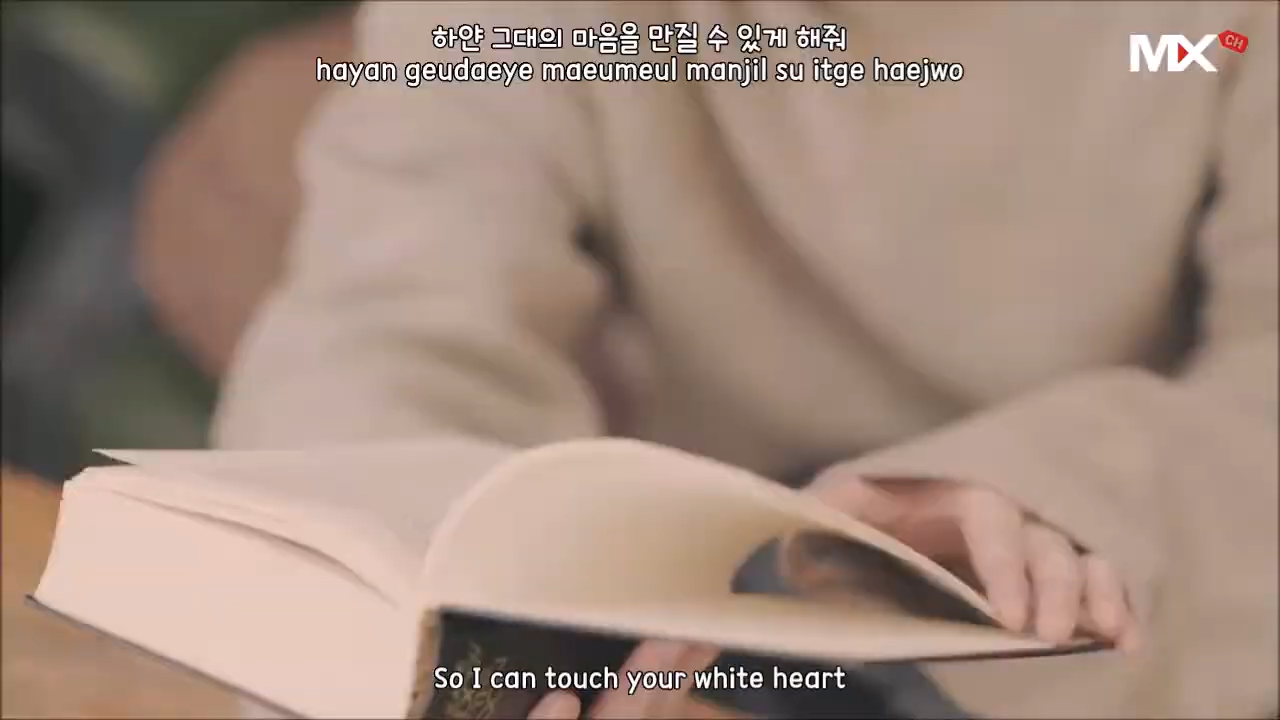 하얀 그대의 마음을 만질 수 있게 해줘
hayan geudaeye maeumeul manjil su itge haejwo
MX CH
So I can touch your white heart